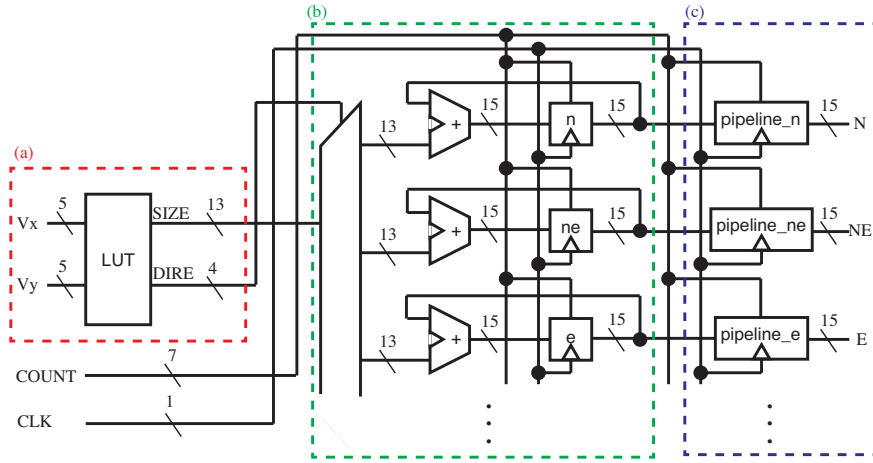 (b)
(c)
(a)
Vx
5
LUT
SIZE
13
Vy
5
DIRE
4
COUNT
7
CLK
1
13
+
15
n
15
pipeline_n
15
N
13
+
15
ne
15
pipeline_ne
15
NE
13
+
15
e
15
pipeline_e
15
E